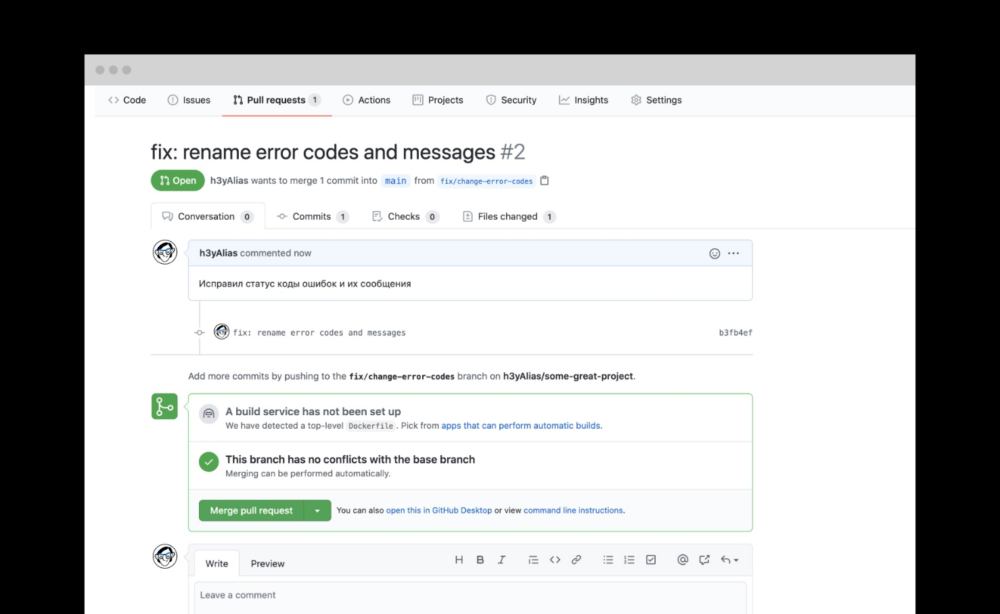 Code Issues Pull requests 1 Actions Projects Security Insights Settings
fix: rename error codes and messages #2
Open h3yAlias wants to merge 1 commit into main from fix/change-error-codes
Conversation 0 Commits 1 Checks 0 Files changed 1
h3yAlias commented now
Исправил статус коды ошибок и их сообщения
fix: rename error codes and messages b3fb4ef
Add more commits by pushing to the fix/change-error-codes branch on h3yAlias/some-great-project.
A build service has not been set up
We have detected a top-level Dockerfile. Pick from apps that can perform automatic builds.
This branch has no conflicts with the base branch
Merging can be performed automatically.
Merge pull request You can also open this in GitHub Desktop or view command line instructions.
Write Preview
Leave a comment